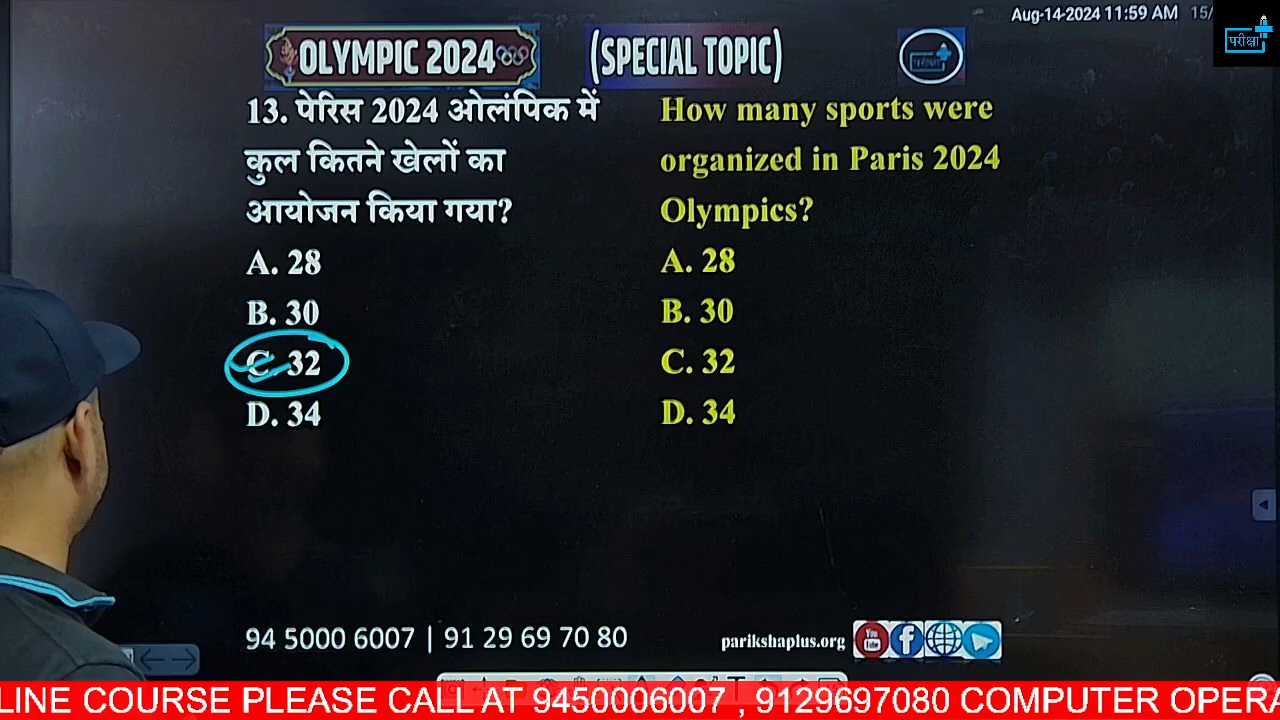 Aug-14-2024 11:59 AM 15/
परीक्षा
OLYMPIC 2024
(SPECIAL TOPIC)
13. पेरिस 2024 ओलंपिक में
कुल कितने खेलों का
आयोजन किया गया?
A. 28
B. 30
C. 32
D. 34
How many sports were
organized in Paris 2024
Olympics?
A. 28
B. 30
C. 32
D. 34
94 5000 6007 | 91 29 69 70 80
parikshaplus.org
You
LINE COURSE PLEASE CALL AT 9450006007 , 9129697080 COMPUTER OPERA